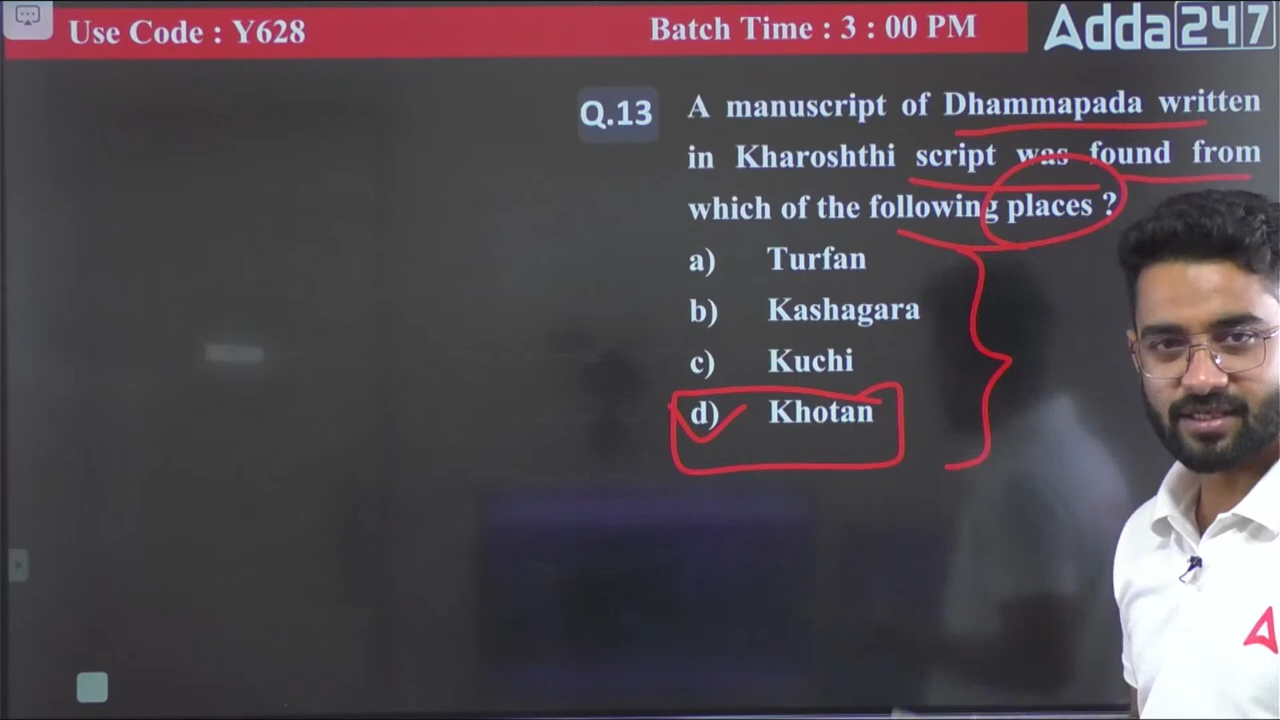 Use Code : Y628
Batch Time : 3 : 00 PM
Adda247
Q.13
A manuscript of Dhammapada written
in Kharoshthi script was found from
which of the following places ?
a) Turfan
b) Kashagara
c) Kuchi
d) Khotan